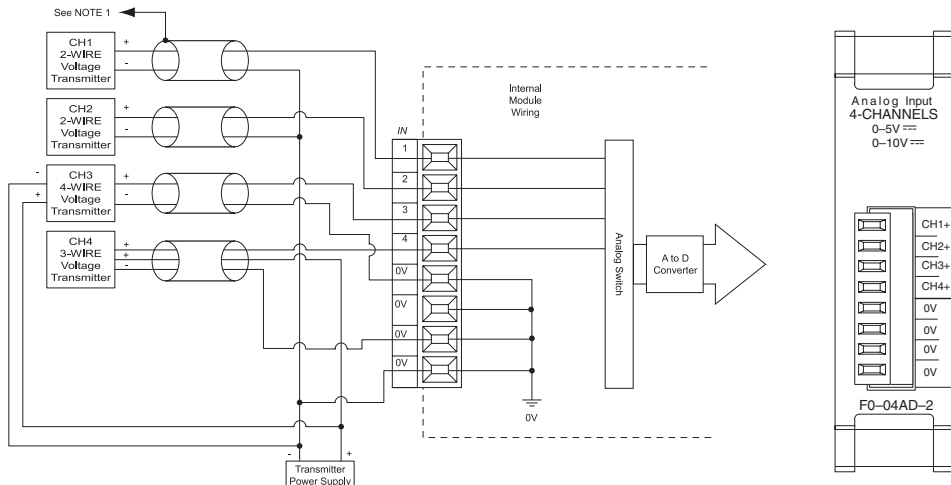 See NOTE 1
CH1
2-WIRE
Voltage
Transmitter
+
-
CH2
2-WIRE
Voltage
Transmitter
+
-
CH3
4-WIRE
Voltage
Transmitter
-
+
+
-
CH4
3-WIRE
Voltage
Transmitter
+
+
-
IN
1
2
3
4
0V
0V
0V
0V
Internal
Module
Wiring
Analog Switch
A to D
Converter
0V
-
+
Transmitter
Power Supply
Analog Input
4-CHANNELS
0–5V
0–10V
CH1+
CH2+
CH3+
CH4+
0V
0V
0V
0V
F0–04AD–2